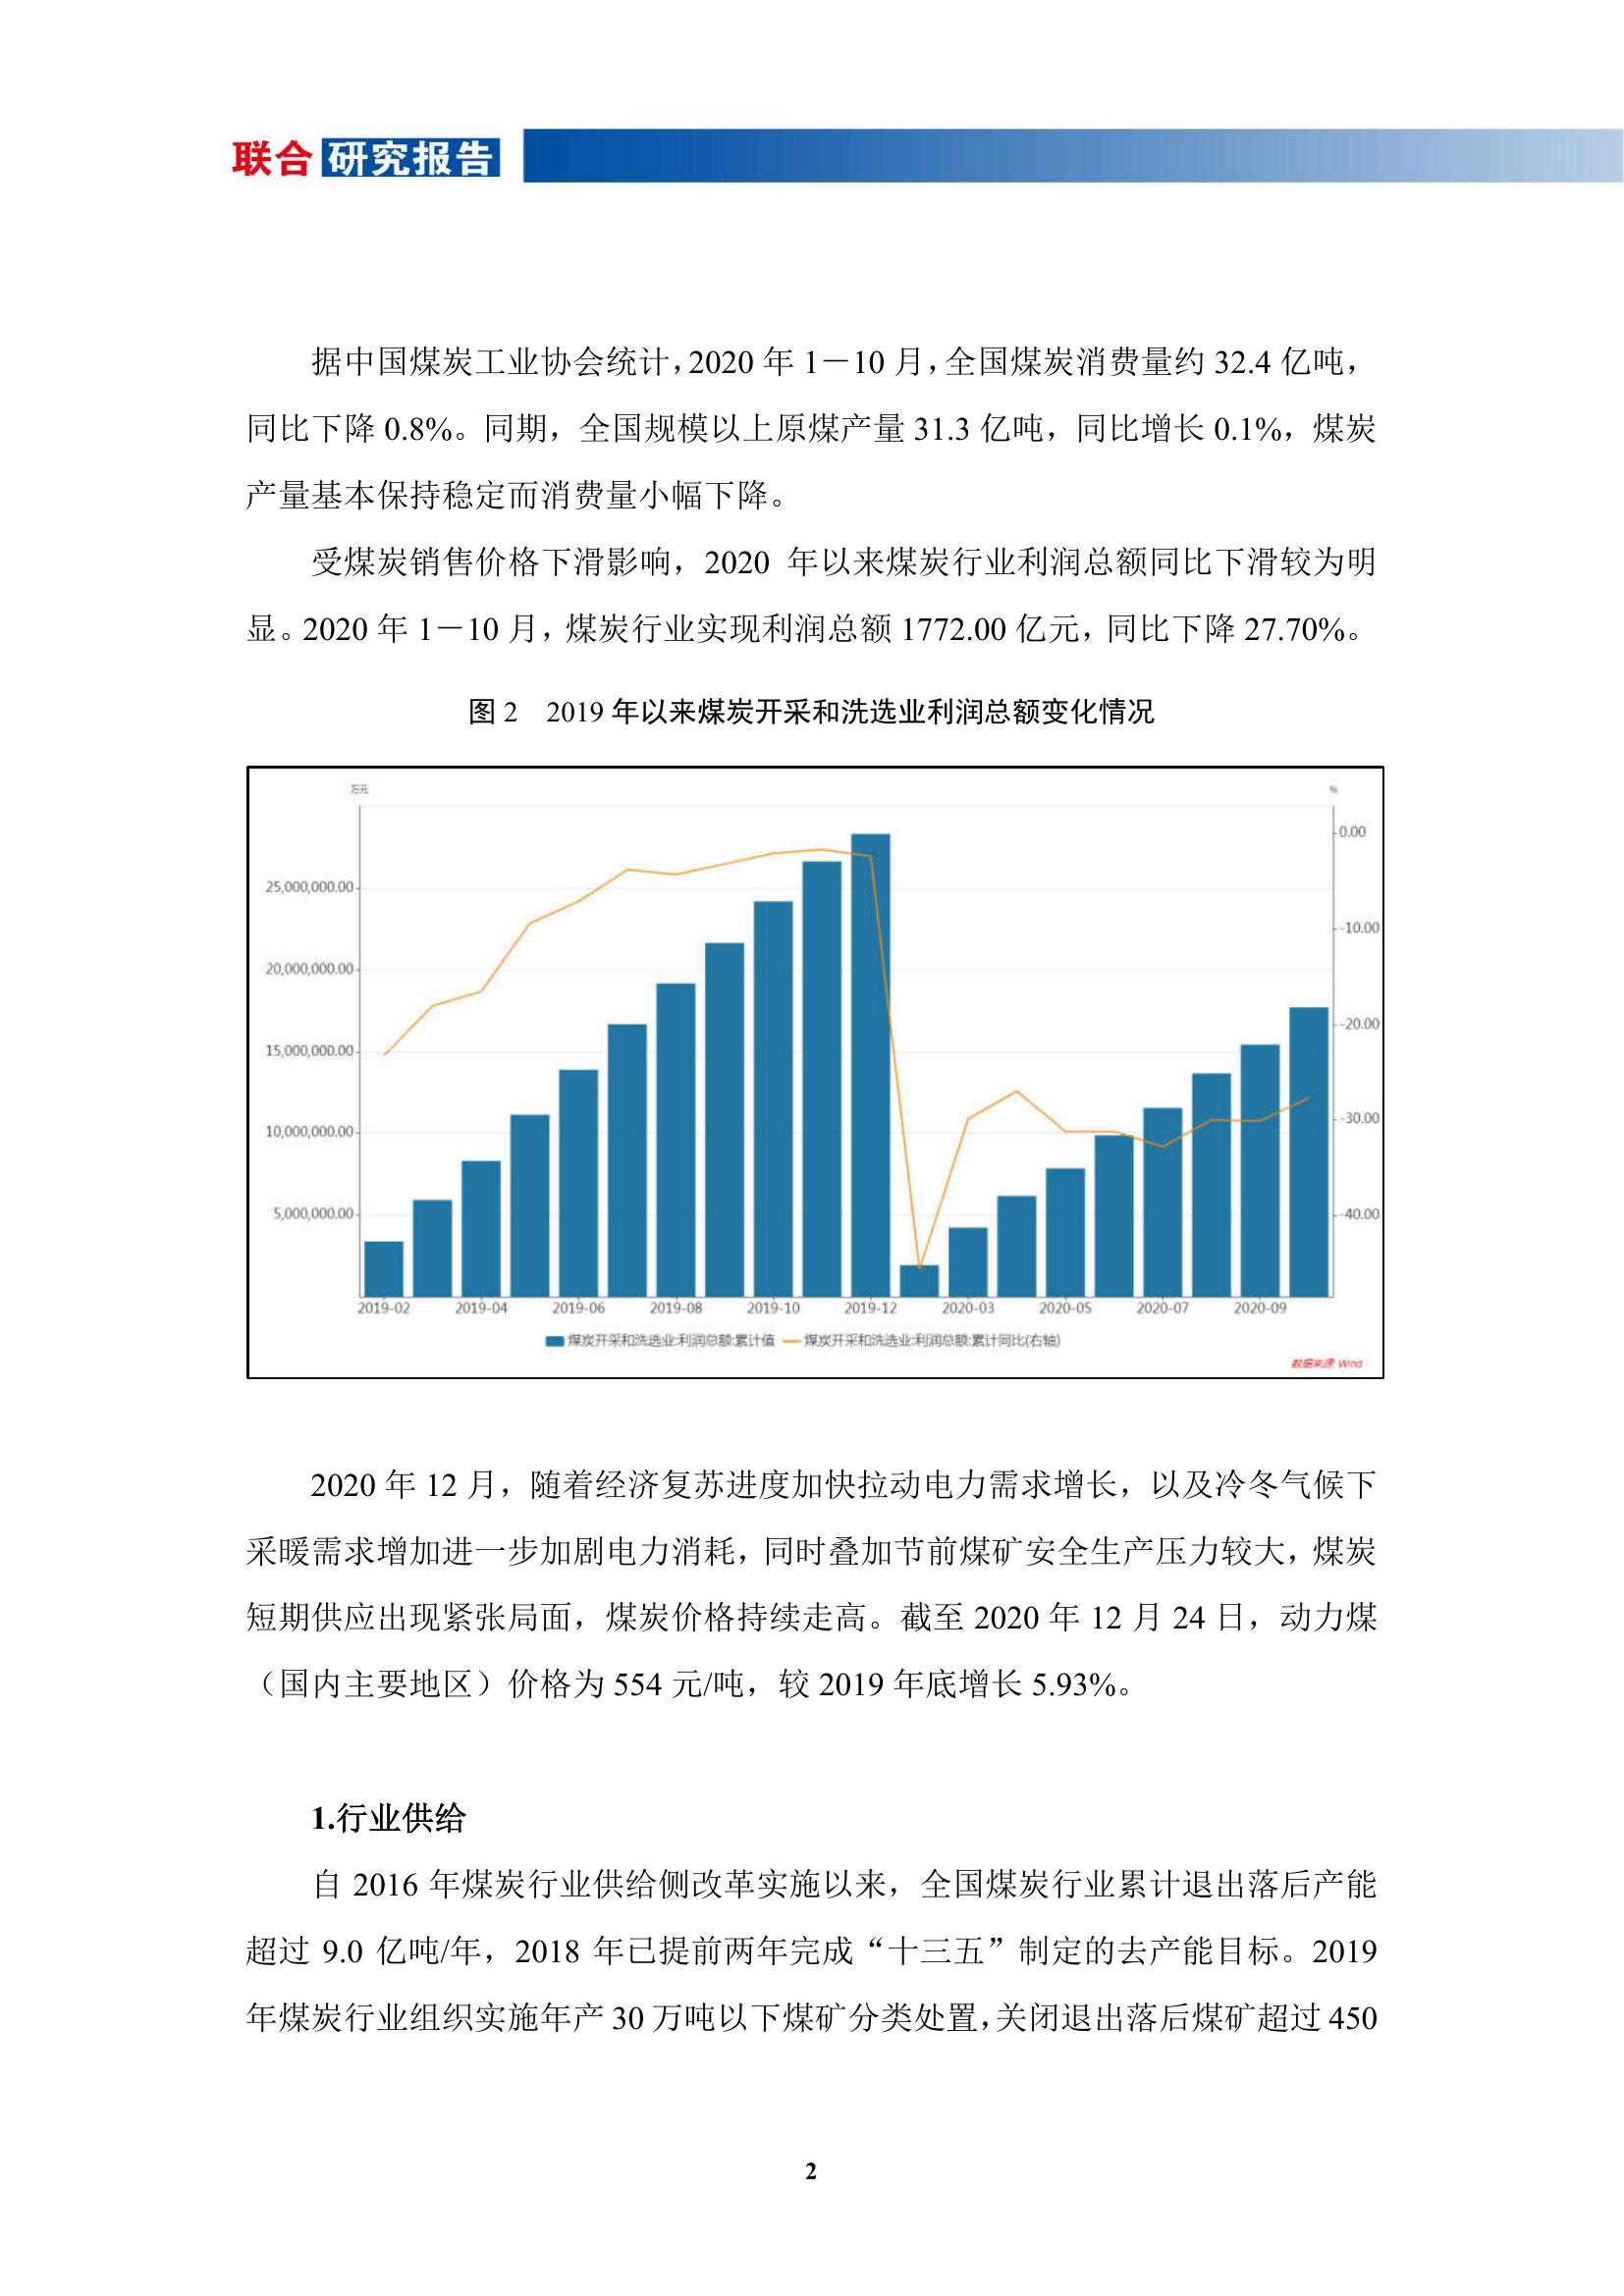 联合 研究报告
据中国煤炭工业协会统计，2020 年 1－10 月，全国煤炭消费量约 32.4 亿吨，
同比下降 0.8%。同期，全国规模以上原煤产量 31.3 亿吨，同比增长 0.1%，煤炭
产量基本保持稳定而消费量小幅下降。
受煤炭销售价格下滑影响，2020 年以来煤炭行业利润总额同比下滑较为明
显。2020 年 1－10 月，煤炭行业实现利润总额 1772.00 亿元，同比下降 27.70%。
图 2 2019 年以来煤炭开采和洗选业利润总额变化情况
万元 %
0.00
25,000,000.00
-10.00
20,000,000.00
-20.00
15,000,000.00
10,000,000.00
-30.00
5,000,000.00
-40.00
2019-02 2019-04 2019-06 2019-08 2019-10 2019-12 2020-03 2020-05 2020-07 2020-09
煤炭开采和洗选业:利润总额:累计值 煤炭开采和洗选业:利润总额:累计同比(右轴)
数据来源 Wind
2020 年 12 月，随着经济复苏进度加快拉动电力需求增长，以及冷冬气候下
采暖需求增加进一步加剧电力消耗，同时叠加节前煤矿安全生产压力较大，煤炭
短期供应出现紧张局面，煤炭价格持续走高。截至 2020 年 12 月 24 日，动力煤
（国内主要地区）价格为 554 元/吨，较 2019 年底增长 5.93%。
1.行业供给
自 2016 年煤炭行业供给侧改革实施以来，全国煤炭行业累计退出落后产能
超过 9.0 亿吨/年，2018 年已提前两年完成“十三五”制定的去产能目标。2019
年煤炭行业组织实施年产 30 万吨以下煤矿分类处置，关闭退出落后煤矿超过 450
2